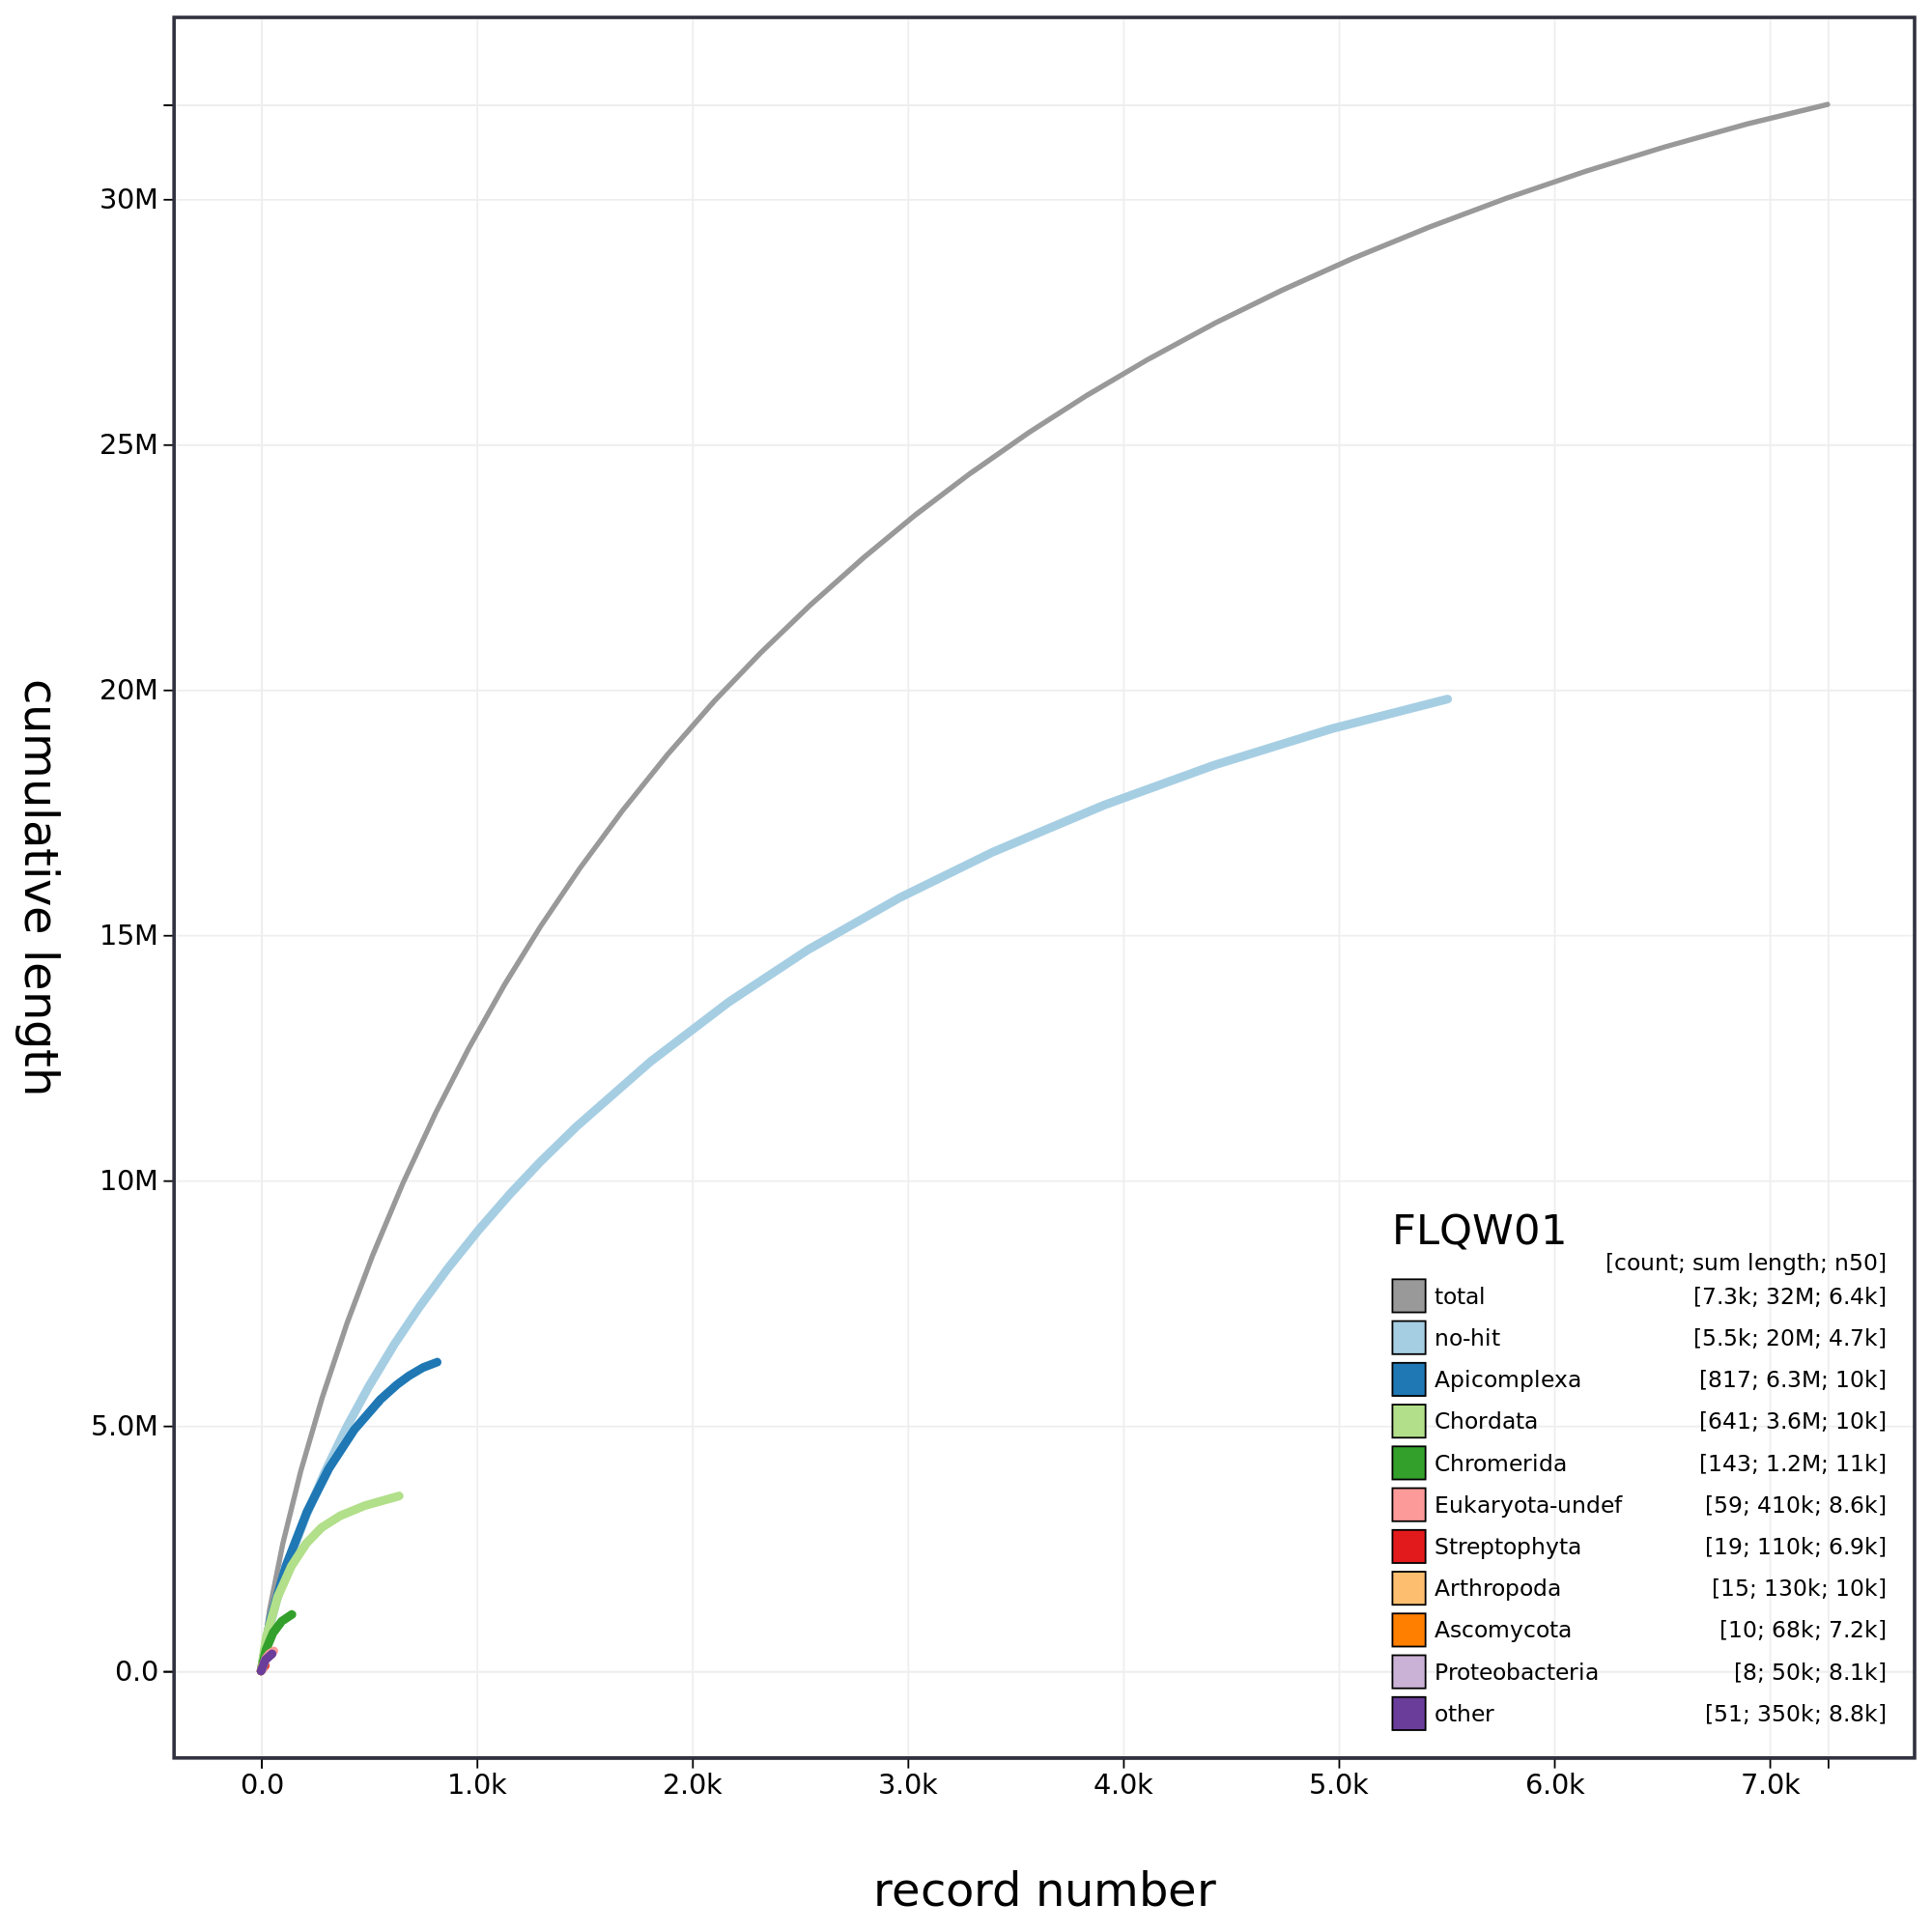 cumulative length
30M
25M
20M
15M
10M
5.0M
0.0
FLQW01
[count; sum length; n50]
total [7.3k; 32M; 6.4k]
no-hit [5.5k; 20M; 4.7k]
Apicomplexa [817; 6.3M; 10k]
Chordata [641; 3.6M; 10k]
Chromerida [143; 1.2M; 11k]
Eukaryota-undef [59; 410k; 8.6k]
Streptophyta [19; 110k; 6.9k]
Arthropoda [15; 130k; 10k]
Ascomycota [10; 68k; 7.2k]
Proteobacteria [8; 50k; 8.1k]
other [51; 350k; 8.8k]
0.0 1.0k 2.0k 3.0k 4.0k 5.0k 6.0k 7.0k
record number